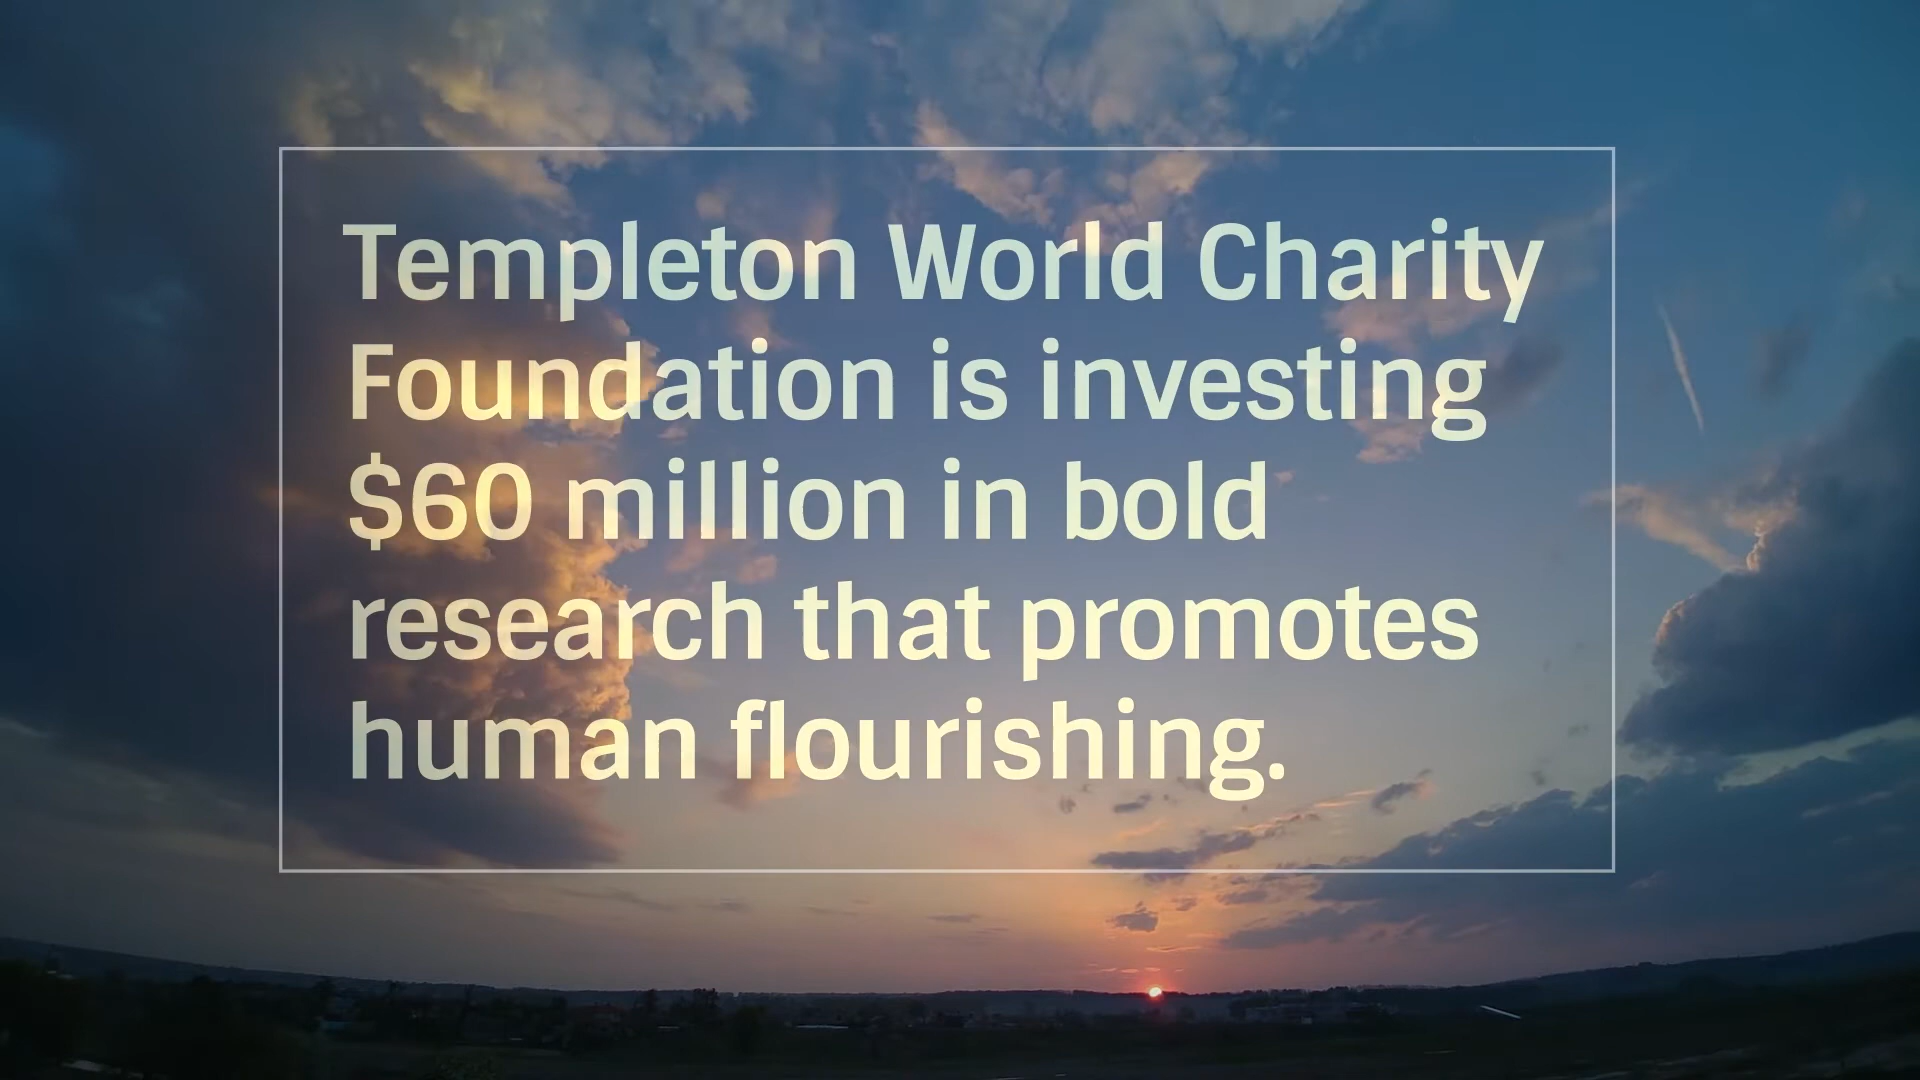 Templeton World Charity
Foundation is investing
$60 million in bold
research that promotes
human flourishing.